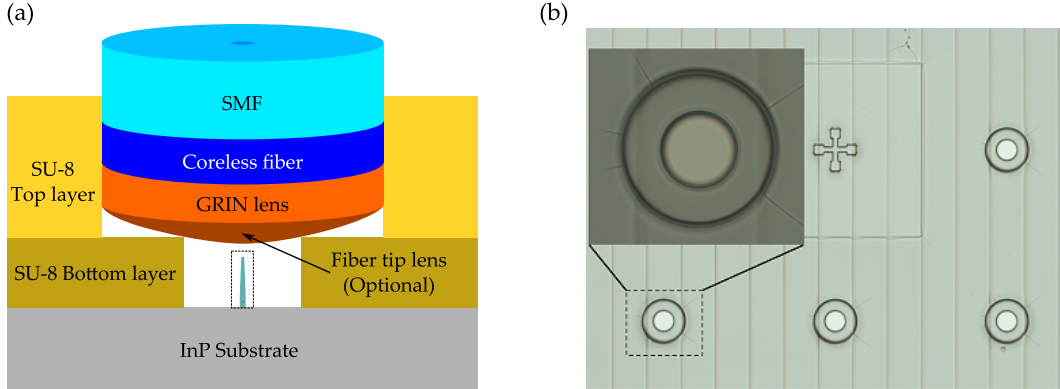 (a)
SMF
Coreless fiber
GRIN lens
SU-8
Top layer
SU-8 Bottom layer
Fiber tip lens
(Optional)
InP Substrate
(b)